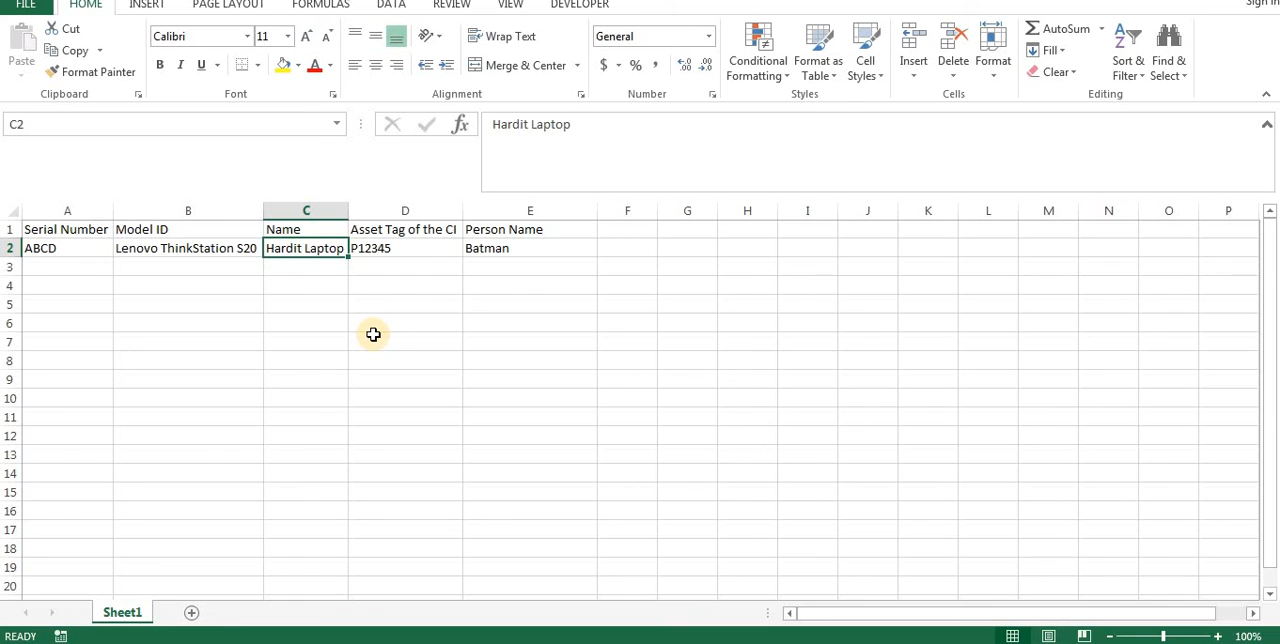 FILE HOME INSERT PAGE LAYOUT FORMULAS DATA REVIEW VIEW DEVELOPER Sign in
Paste
Cut
Copy
Format Painter
Clipboard
Calibri 11 A A
B I U A
Font
Wrap Text
Merge & Center
Alignment
General
$ % , .00 .0
Number
Conditional Formatting
Format as Table
Cell Styles
Styles
Insert Delete Format
Cells
AutoSum
Fill
Clear
Sort & Filter
Find & Select
Editing
C2 fx Hardit Laptop
A B C D E F G H I J K L M N O P
1 Serial Number Model ID Name Asset Tag of the CI Person Name
2 ABCD Lenovo ThinkStation S20 Hardit Laptop P12345 Batman
3
4
5
6
7
8
9
10
11
12
13
14
15
16
17
18
19
20
Sheet1
READY 100%